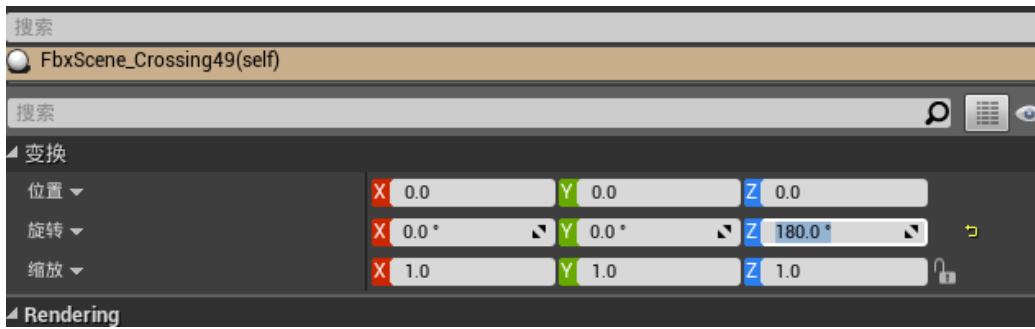 搜索
FbxScene_Crossing49(self)
搜索
变换
位置 X 0.0 Y 0.0 Z 0.0
旋转 X 0.0 ° Y 0.0 ° Z 180.0 °
缩放 X 1.0 Y 1.0 Z 1.0
Rendering